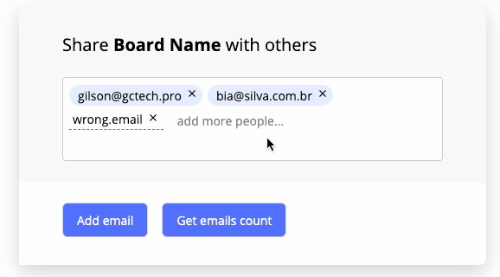 Share Board Name with others
gilson@gctech.pro × bia@silva.com.br ×
wrong.email × add more people...
Add email Get emails count